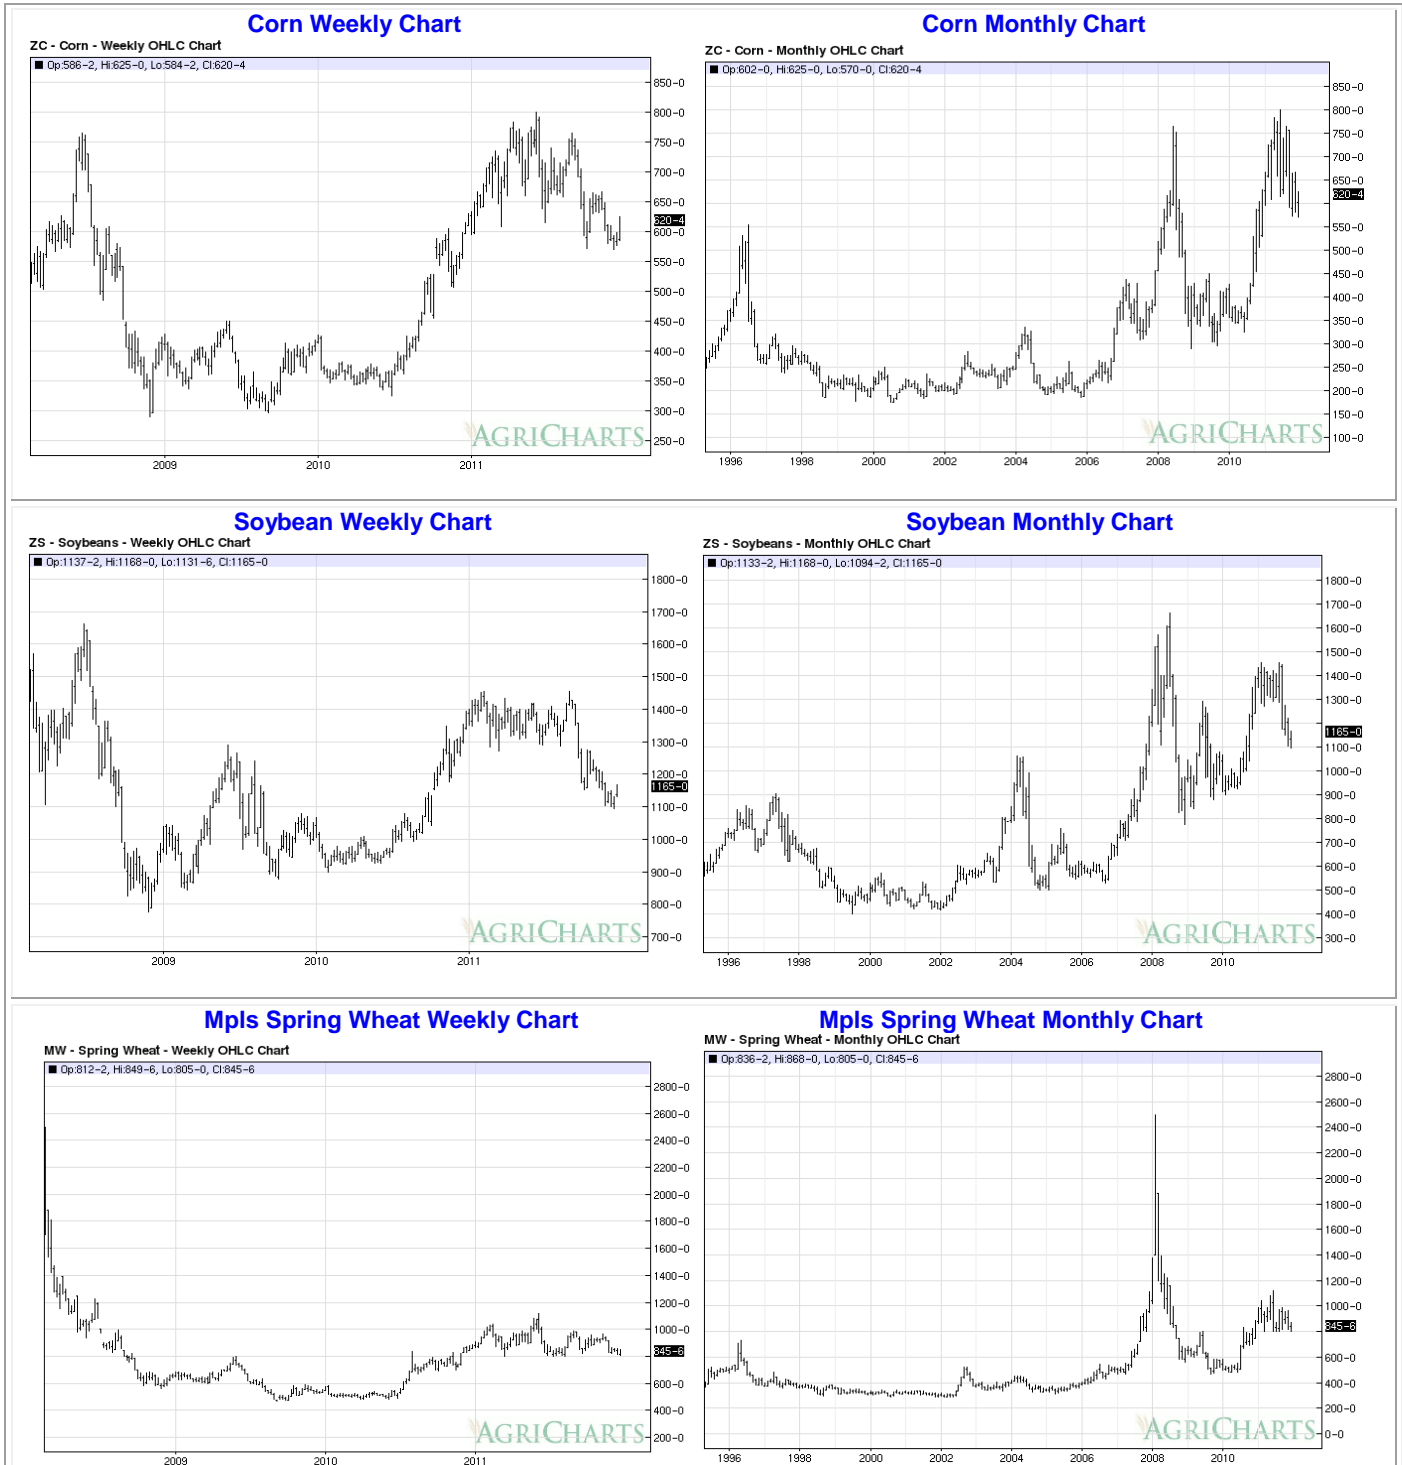 Corn Weekly Chart
ZC - Corn - Weekly OHLC Chart
Op:586-2, Hi:625-0, Lo:584-2, Cl:620-4
850-0
800-0
750-0
700-0
650-0
620-4
600-0
550-0
500-0
450-0
400-0
350-0
300-0
250-0
AGRICHARTS
2009 2010 2011
Corn Monthly Chart
ZC - Corn - Monthly OHLC Chart
Op:602-0, Hi:625-0, Lo:570-0, Cl:620-4
850-0
800-0
750-0
700-0
650-0
620-4
550-0
500-0
450-0
400-0
350-0
300-0
250-0
200-0
150-0
100-0
AGRICHARTS
1996 1998 2000 2002 2004 2006 2008 2010
Soybean Weekly Chart
ZS - Soybeans - Weekly OHLC Chart
Op:1137-2, Hi:1168-0, Lo:1131-6, Cl:1165-0
1800-0
1700-0
1600-0
1500-0
1400-0
1300-0
1200-0
1165-0
1100-0
1000-0
900-0
800-0
700-0
AGRICHARTS
2009 2010 2011
Soybean Monthly Chart
ZS - Soybeans - Monthly OHLC Chart
Op:1133-2, Hi:1168-0, Lo:1094-2, Cl:1165-0
1800-0
1700-0
1600-0
1500-0
1400-0
1300-0
1165-0
1100-0
1000-0
900-0
800-0
700-0
600-0
500-0
400-0
300-0
AGRICHARTS
1996 1998 2000 2002 2004 2006 2008 2010
Mpls Spring Wheat Weekly Chart
MW - Spring Wheat - Weekly OHLC Chart
Op:812-2, Hi:849-6, Lo:805-0, Cl:845-6
2800-0
2600-0
2400-0
2200-0
2000-0
1800-0
1600-0
1400-0
1200-0
1000-0
845-6
600-0
400-0
200-0
AGRICHARTS
2009 2010 2011
Mpls Spring Wheat Monthly Chart
MW - Spring Wheat - Monthly OHLC Chart
Op:836-2, Hi:868-0, Lo:805-0, Cl:845-6
2800-0
2600-0
2400-0
2200-0
2000-0
1800-0
1600-0
1400-0
1200-0
1000-0
845-6
600-0
400-0
200-0
0-0
AGRICHARTS
1996 1998 2000 2002 2004 2006 2008 2010